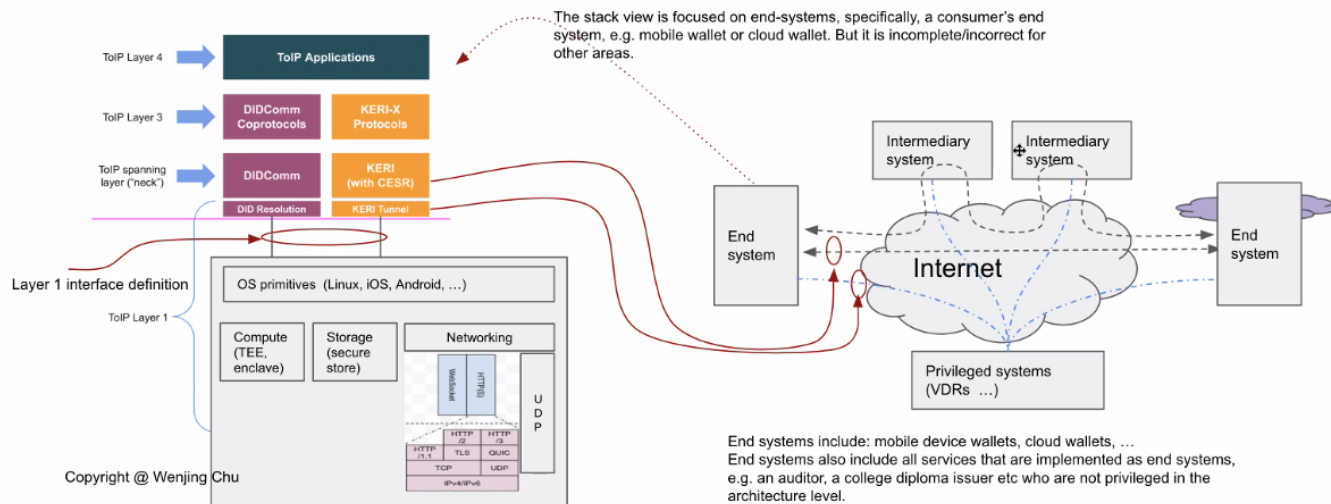 The stack view is focused on end-systems, specifically, a consumer's end
system, e.g. mobile wallet or cloud wallet. But it is incomplete/incorrect for
other areas.
ToIP Layer 4
ToIP Applications
ToIP Layer 3
DIDComm
Coprotocols
KERI-X
Protocols
ToIP spanning
layer ("neck")
DIDComm
KERI
(with CESR)
DID Resolution
KERI Tunnel
Layer 1 interface definition
ToIP Layer 1
OS primitives (Linux, iOS, Android, ...)
Compute
(TEE,
enclave)
Storage
(secure
store)
Networking
WebSocket
HTTP(S)
UDP
HTTP
/2
HTTP
/3
HTTP
/1.1
TLS
QUIC
TCP
UDP
IPv4/IPv6
Copyright @ Wenjing Chu
Intermediary
system
Intermediary
system
End
system
Internet
End
system
Privileged systems
(VDRs ...)
End systems include: mobile device wallets, cloud wallets, ...
End systems also include all services that are implemented as end systems,
e.g. an auditor, a college diploma issuer etc who are not privileged in the
architecture level.